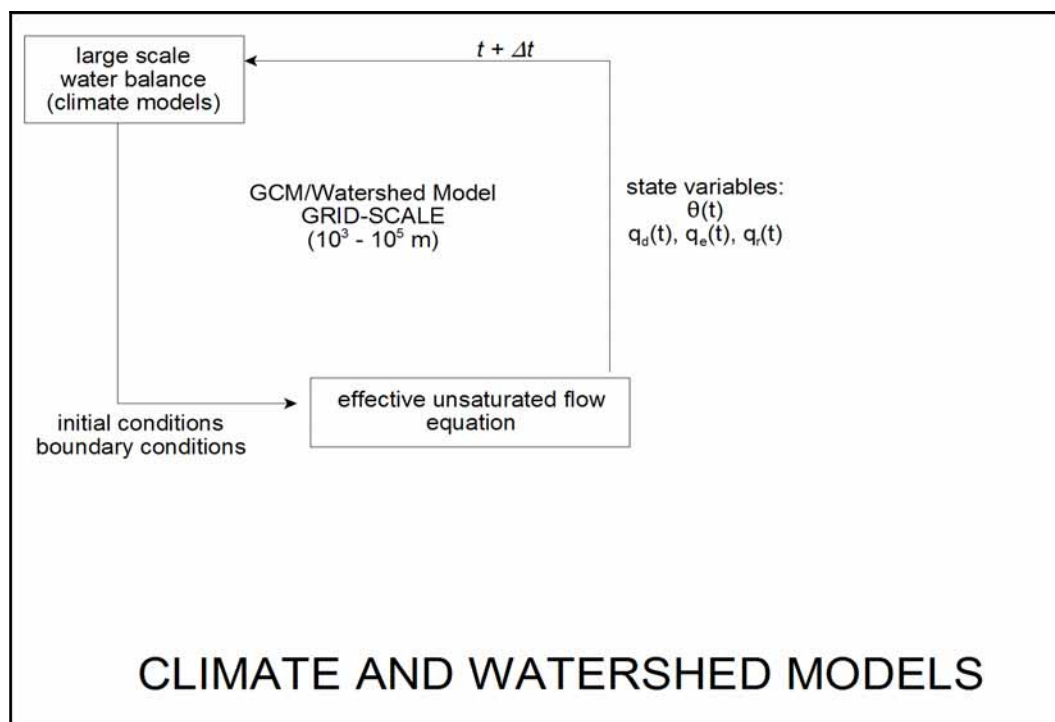 large scale
water balance
(climate models)
t + Δt
GCM/Watershed Model
GRID-SCALE
(10³ - 10⁵ m)
state variables:
θ(t)
q_d(t), q_e(t), q_r(t)
effective unsaturated flow
equation
initial conditions
boundary conditions
CLIMATE AND WATERSHED MODELS